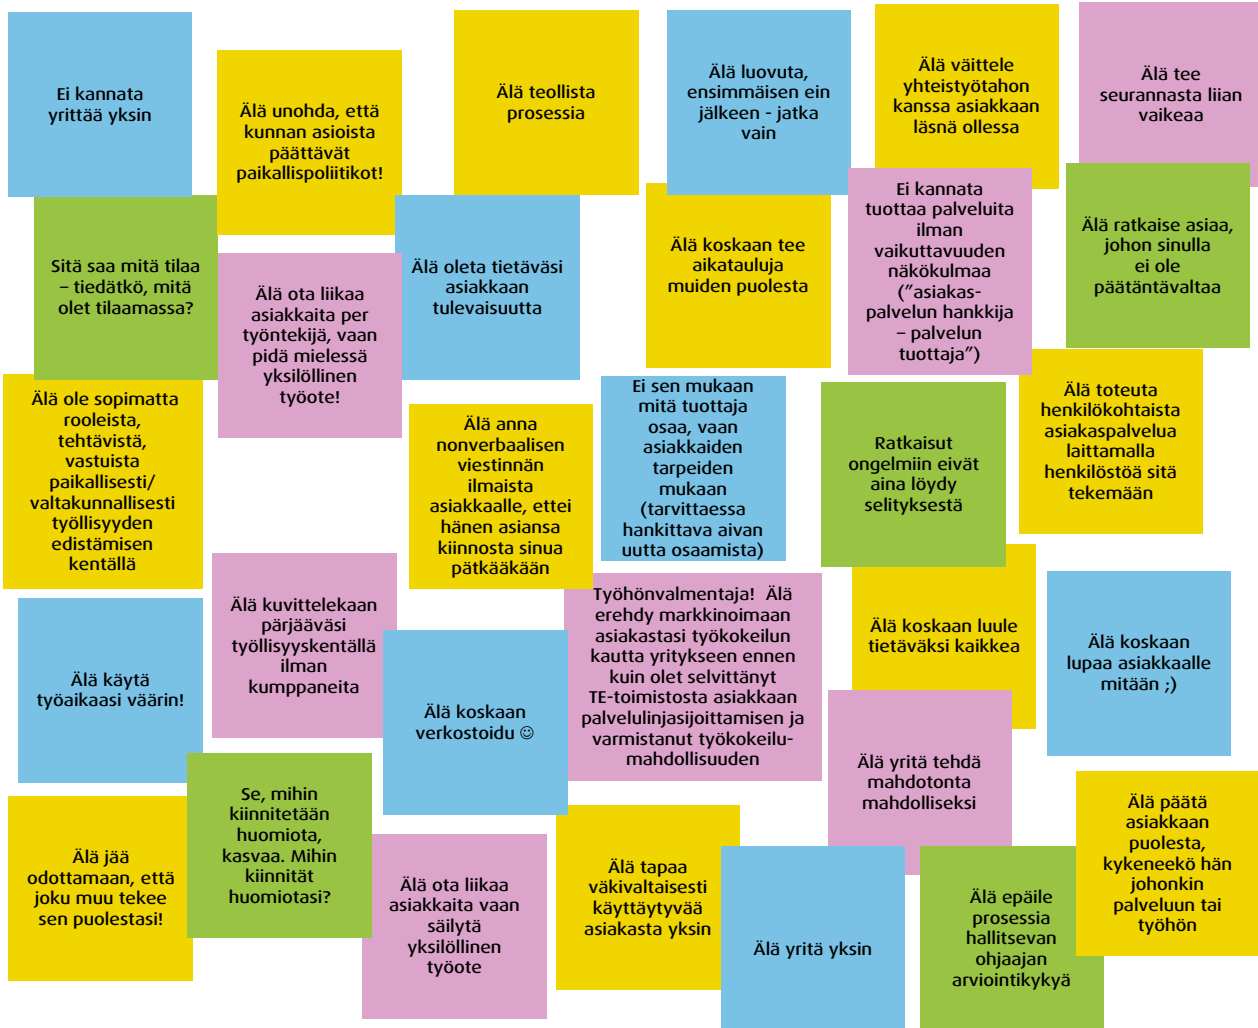 Ei kannata
yrittää yksin
Älä unohda, että
kunnan asioista
päättävät
paikallispoliitikot!
Älä teollista
prosessia
Älä luovuta,
ensimmäisen ein
jälkeen - jatka
vain
Älä väittele
yhteistyötahon
kanssa asiakkaan
läsnä ollessa
Älä tee
seurannasta liian
vaikeaa
Sitä saa mitä tilaa
– tiedätkö, mitä
olet tilaamassa?
Älä ota liikaa
asiakkaita per
työntekijä, vaan
pidä mielessä
yksilöllinen
työote!
Älä oleta tietäväsi
asiakkaan
tulevaisuutta
Älä koskaan tee
aikatauluja
muiden puolesta
Ei kannata
tuottaa palveluita
ilman
vaikuttavuuden
näkökulmaa
(”asiakas-
palvelun hankkija
– palvelun
tuottaja”)
Älä ratkaise asiaa,
johon sinulla
ei ole
päätäntävaltaa
Älä ole sopimatta
rooleista,
tehtävistä,
vastuista
paikallisesti/
valtakunnallisesti
työllisyyden
edistämisen
kentällä
Älä anna
nonverbaalisen
viestinnän
ilmaista
asiakkaalle, ettei
hänen asiansa
kiinnosta sinua
pätkääkään
Ei sen mukaan
mitä tuottaja
osaa, vaan
asiakkaiden
tarpeiden
mukaan
(tarvittaessa
hankittava aivan
uutta osaamista)
Ratkaisut
ongelmiin eivät
aina löydy
selityksestä
Älä toteuta
henkilökohtaista
asiakaspalvelua
laittamalla
henkilöstöä sitä
tekemään
Älä käytä
työaikaasi väärin!
Älä kuvittelekaan
pärjääväsi
työllisyyskentällä
ilman
kumppaneita
Älä koskaan
verkostoidu ☺
Työhönvalmentaja! Älä
erehdy markkinoimaan
asiakastasi työkokeilun
kautta yritykseen ennen
kuin olet selvittänyt
TE-toimistosta asiakkaan
palvelulinjasijoittamisen ja
varmistanut työkokeilu-
mahdollisuuden
Älä koskaan luule
tietäväksi kaikkea
Älä koskaan
lupaa asiakkaalle
mitään ;)
Älä yritä tehdä
mahdotonta
mahdolliseksi
Älä jää
odottamaan, että
joku muu tekee
sen puolestasi!
Se, mihin
kiinnitetään
huomiota,
kasvaa. Mihin
kiinnität
huomiotasi?
Älä ota liikaa
asiakkaita vaan
säilytä
yksilöllinen
työote
Älä tapaa
väkivaltaisesti
käyttäytyvää
asiakasta yksin
Älä yritä yksin
Älä epäile
prosessia
hallitsevan
ohjaajan
arviointikykyä
Älä päätä
asiakkaan
puolesta,
kykeneekö hän
johonkin
palveluun tai
työhön